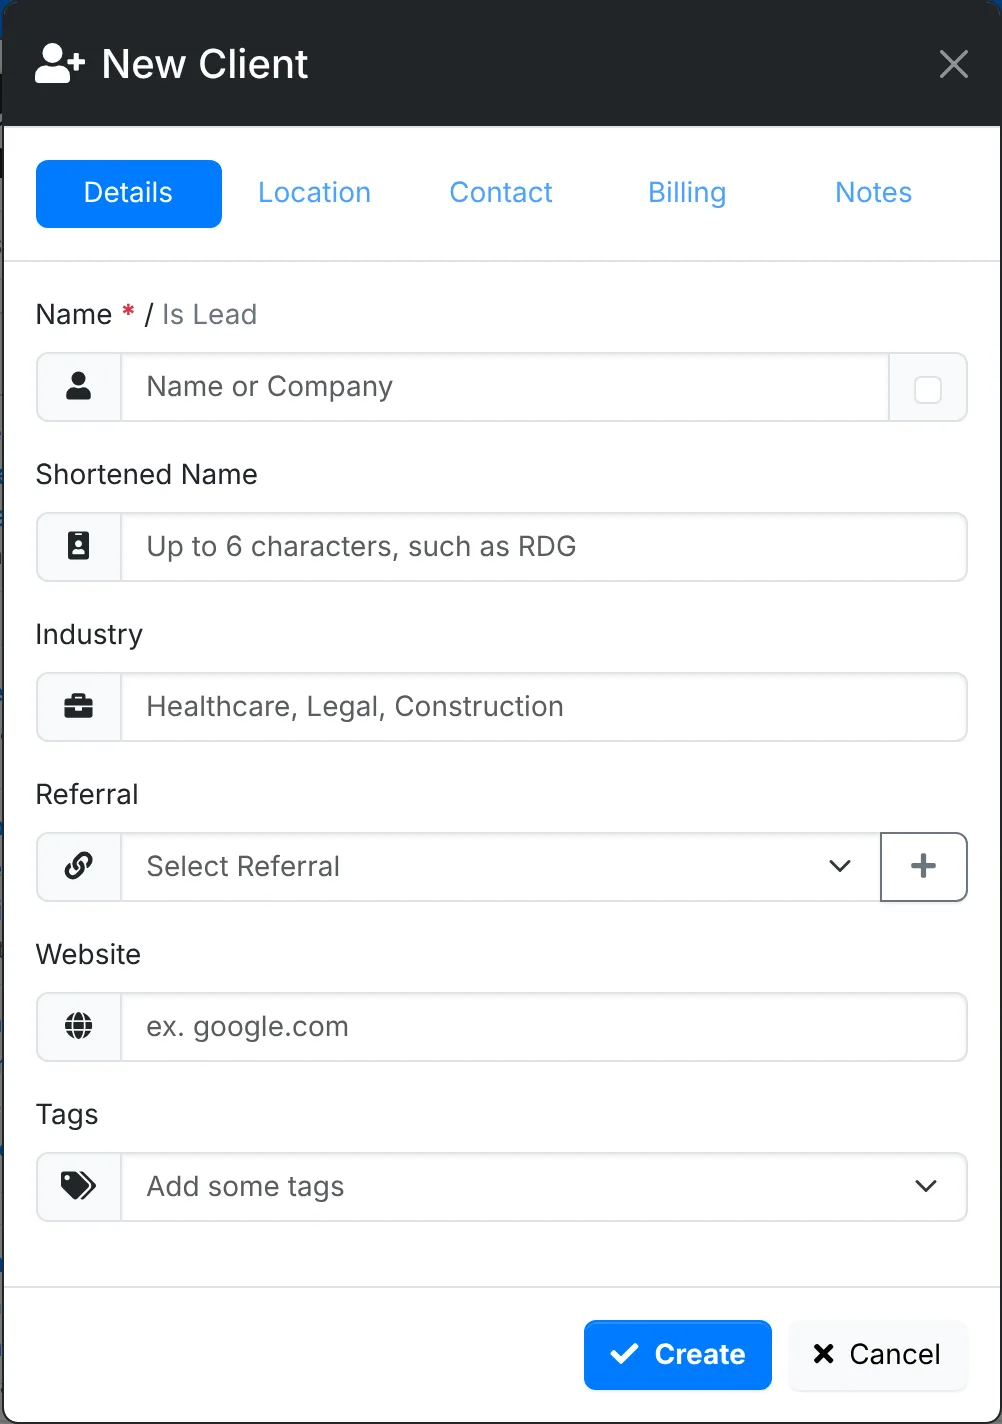 New Client
Details Location Contact Billing Notes
Name * / Is Lead
Name or Company
Shortened Name
Up to 6 characters, such as RDG
Industry
Healthcare, Legal, Construction
Referral
Select Referral
Website
ex. google.com
Tags
Add some tags
Create Cancel